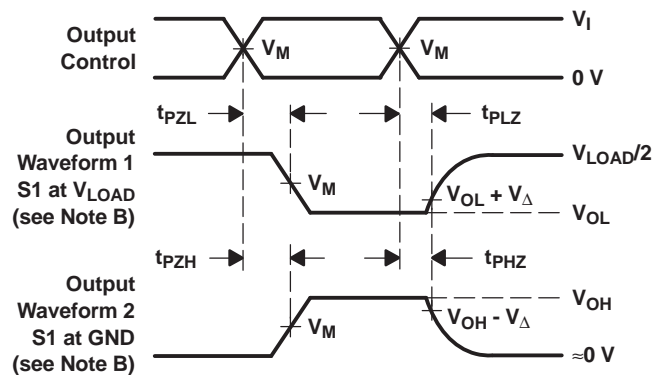 Output
Control
V_M
V_M
V_I
0 V
t_PZL
t_PLZ
Output
Waveform 1
S1 at V_LOAD
(see Note B)
V_M
V_LOAD/2
V_OL + V_Δ
V_OL
t_PZH
t_PHZ
Output
Waveform 2
S1 at GND
(see Note B)
V_M
V_OH
V_OH - V_Δ
≈0 V